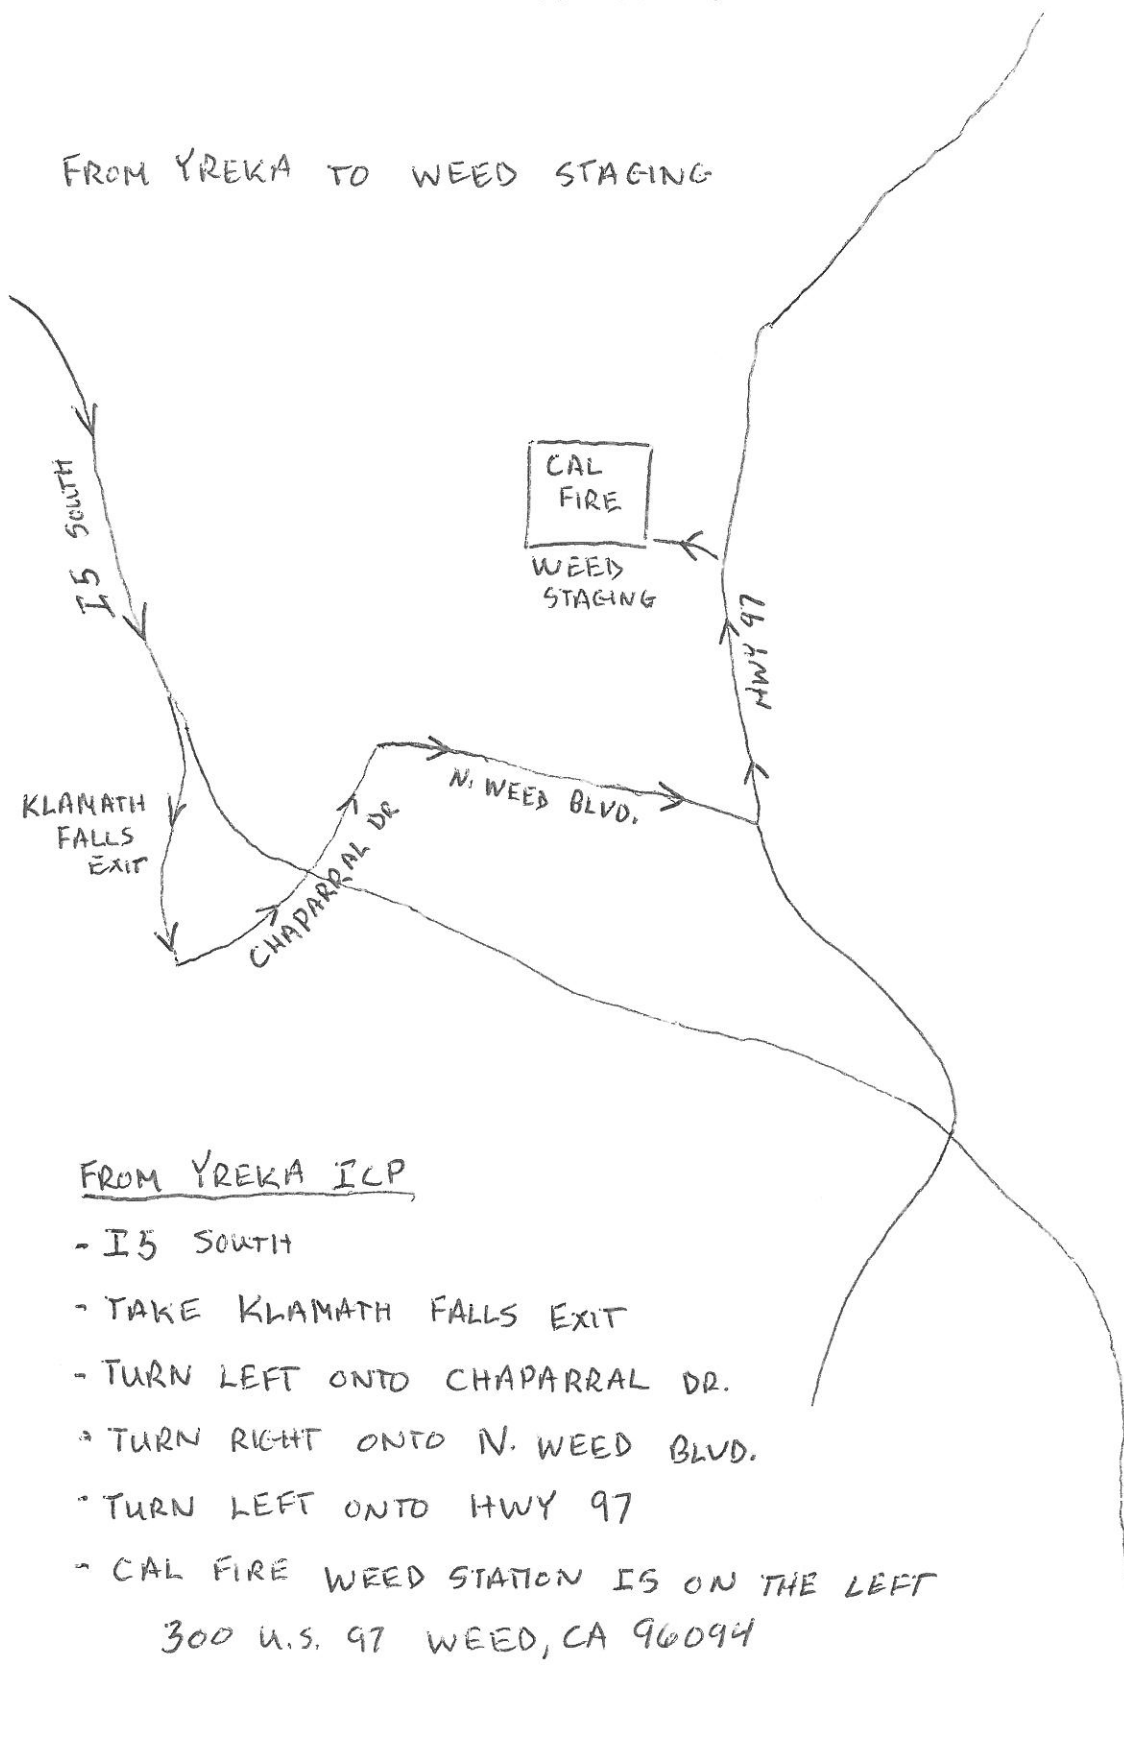 FROM YREKA TO WEED STAGING
I5 SOUTH
CAL
FIRE
WEED
STAGING
HWY 97
KLAMATH
FALLS
EXIT
CHAPARRAL DR
N. WEED BLVD.
FROM YREKA ICP
- I5 SOUTH
- TAKE KLAMATH FALLS EXIT
- TURN LEFT ONTO CHAPARRAL DR.
- TURN RIGHT ONTO N. WEED BLVD.
- TURN LEFT ONTO HWY 97
- CAL FIRE WEED STATION IS ON THE LEFT
300 U.S. 97 WEED, CA 96094